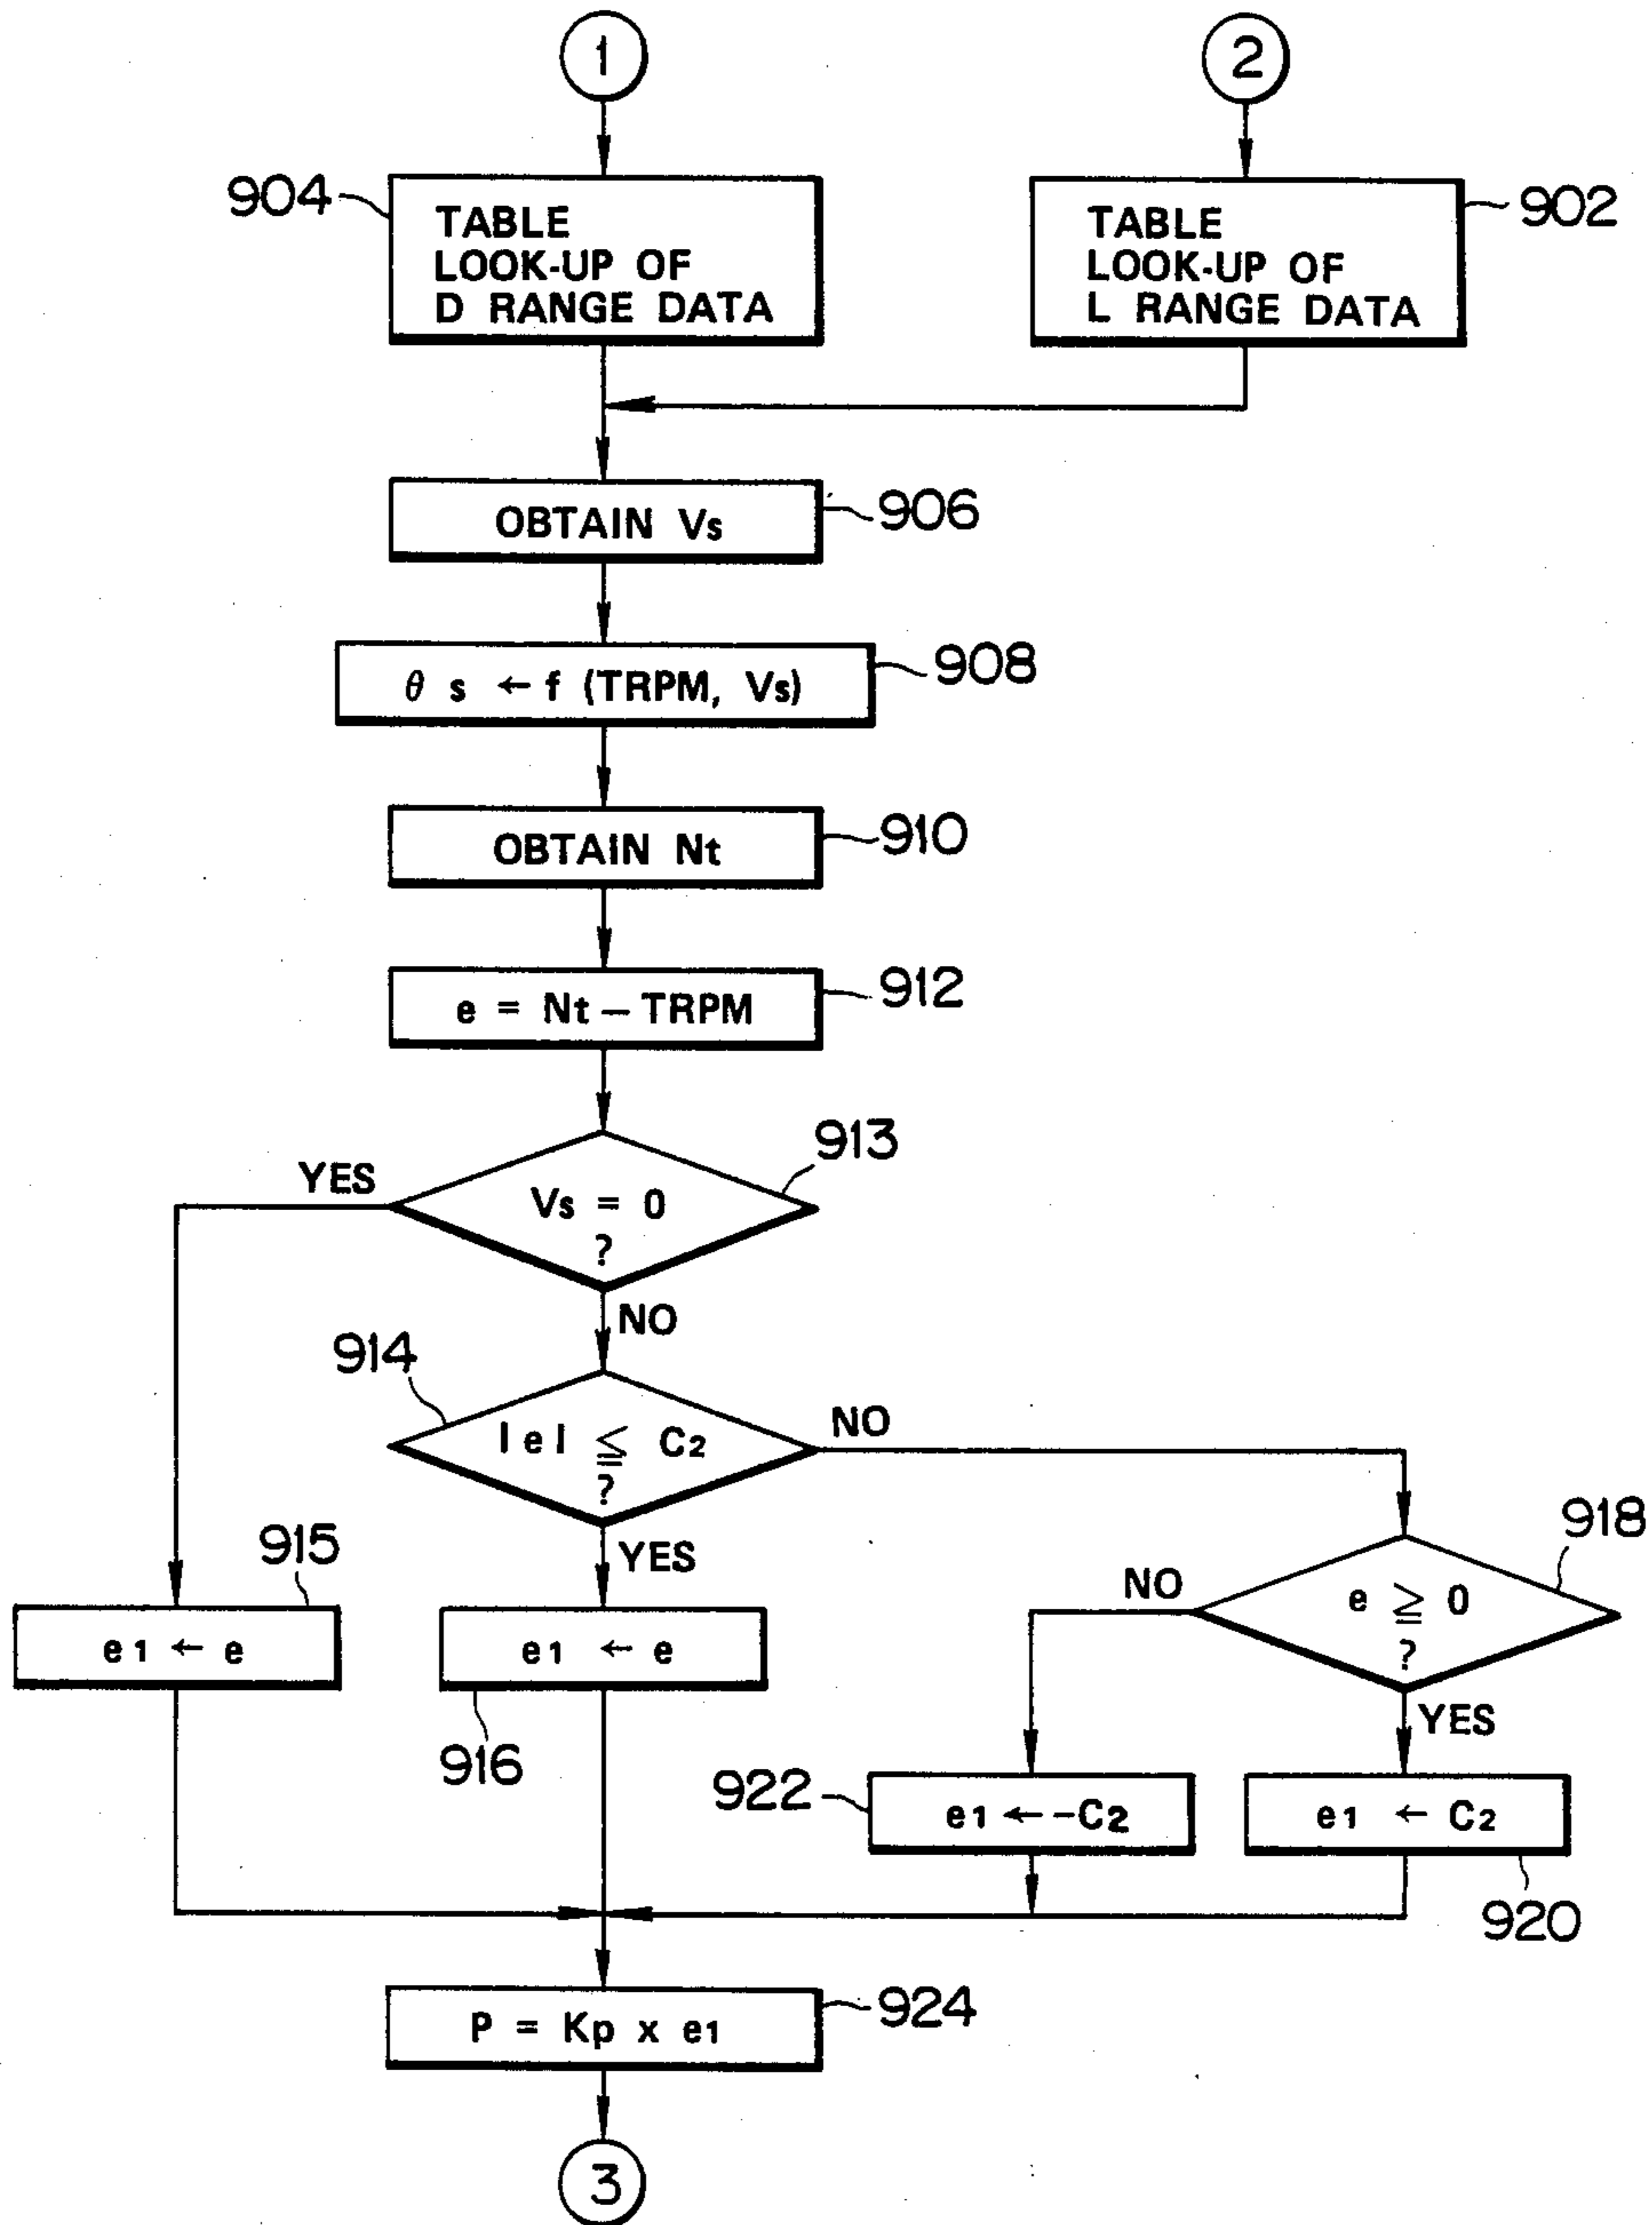 1
2
904
TABLE
LOOK-UP OF
D RANGE DATA
TABLE
LOOK-UP OF
L RANGE DATA
902
OBTAIN Vs
906
θ s ← f (TRPM, Vs)
908
OBTAIN Nt
910
e = Nt – TRPM
912
913
YES
Vs = 0
?
NO
914
|e| ≦ C2
?
NO
YES
918
e ≧ 0
?
NO
YES
915
e1 ← e
e1 ← e
916
922
e1 ← -C2
e1 ← C2
920
P = Kp x e1
924
3